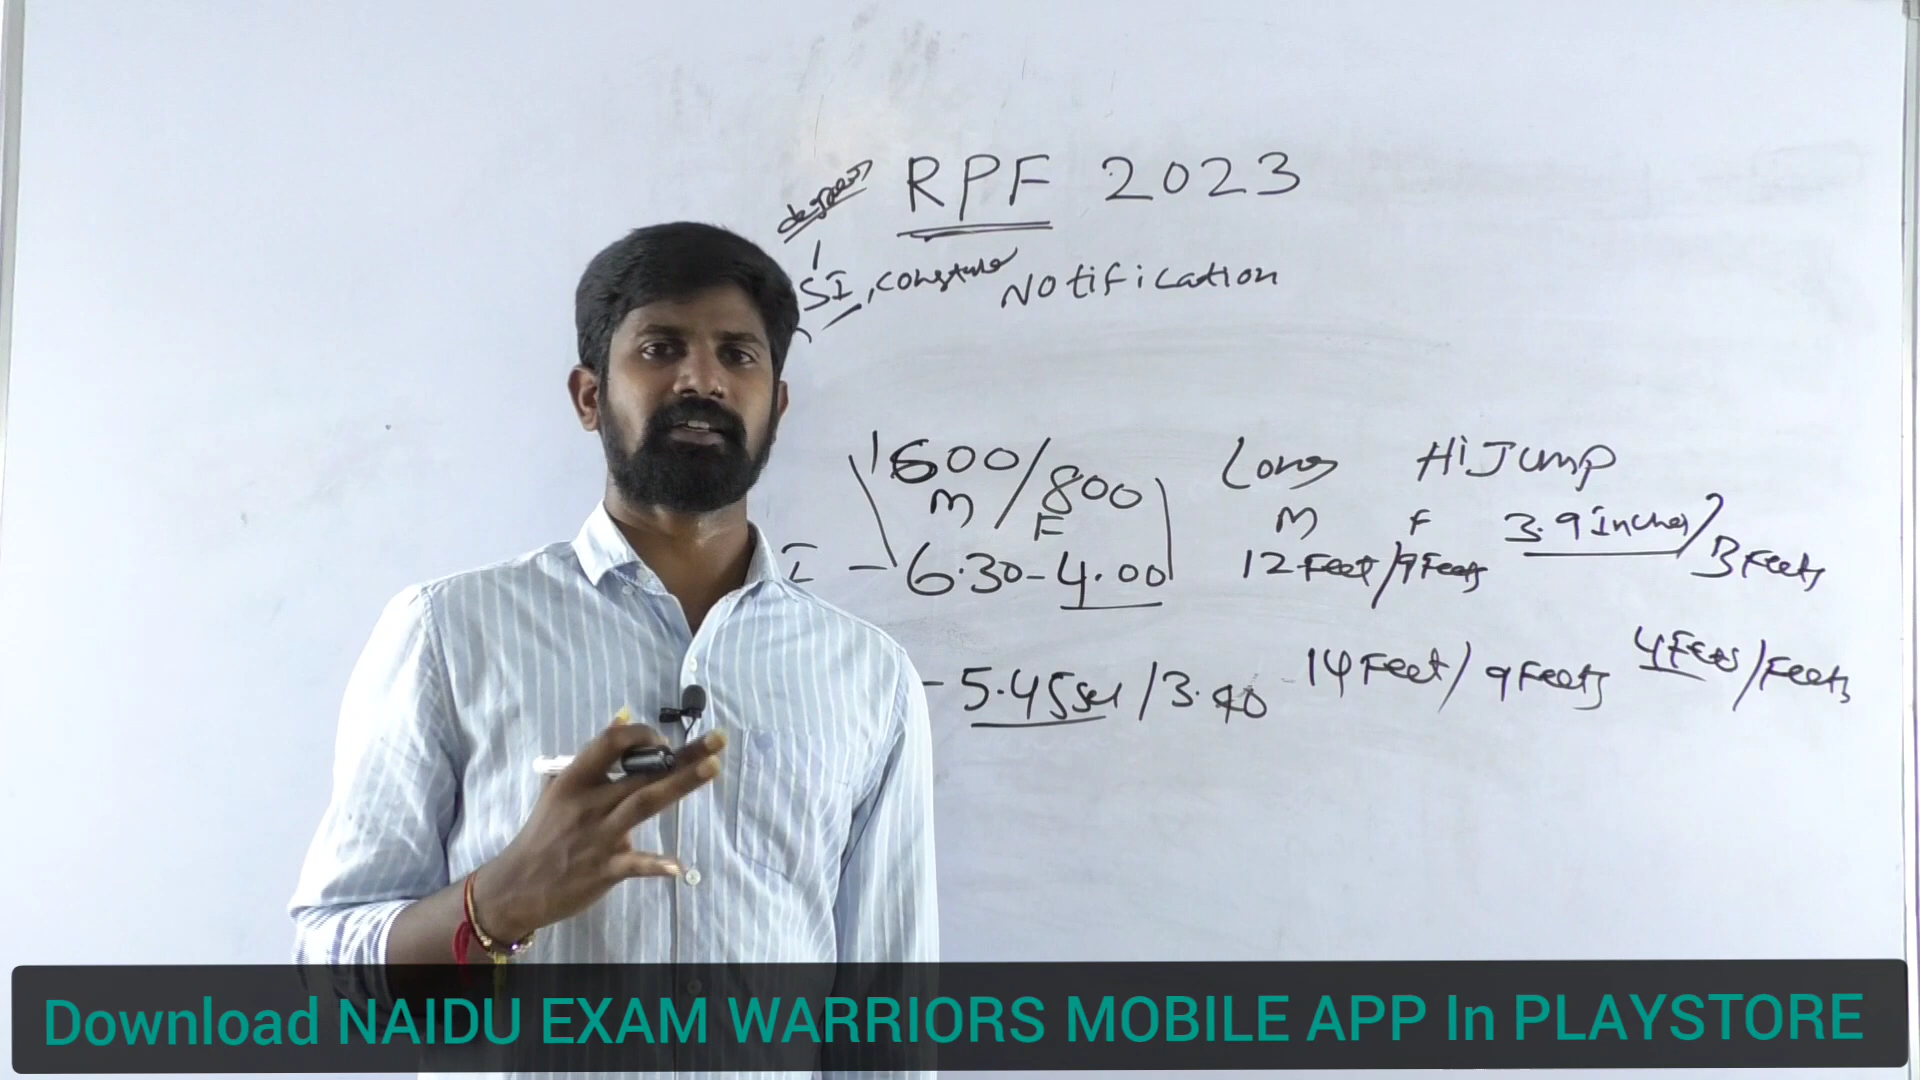 RPF 2023
degree
SI, constable Notification
1600/800 Long Hi Jump
M F M F 3.9 Inches/3 Feets
I - 6.30 - 4.00 12 Feet/9 Feets
- 5.45 Sec/3.40 14 Feet/9 Feets 4 Feets/Feets
Download NAIDU EXAM WARRIORS MOBILE APP In PLAYSTORE